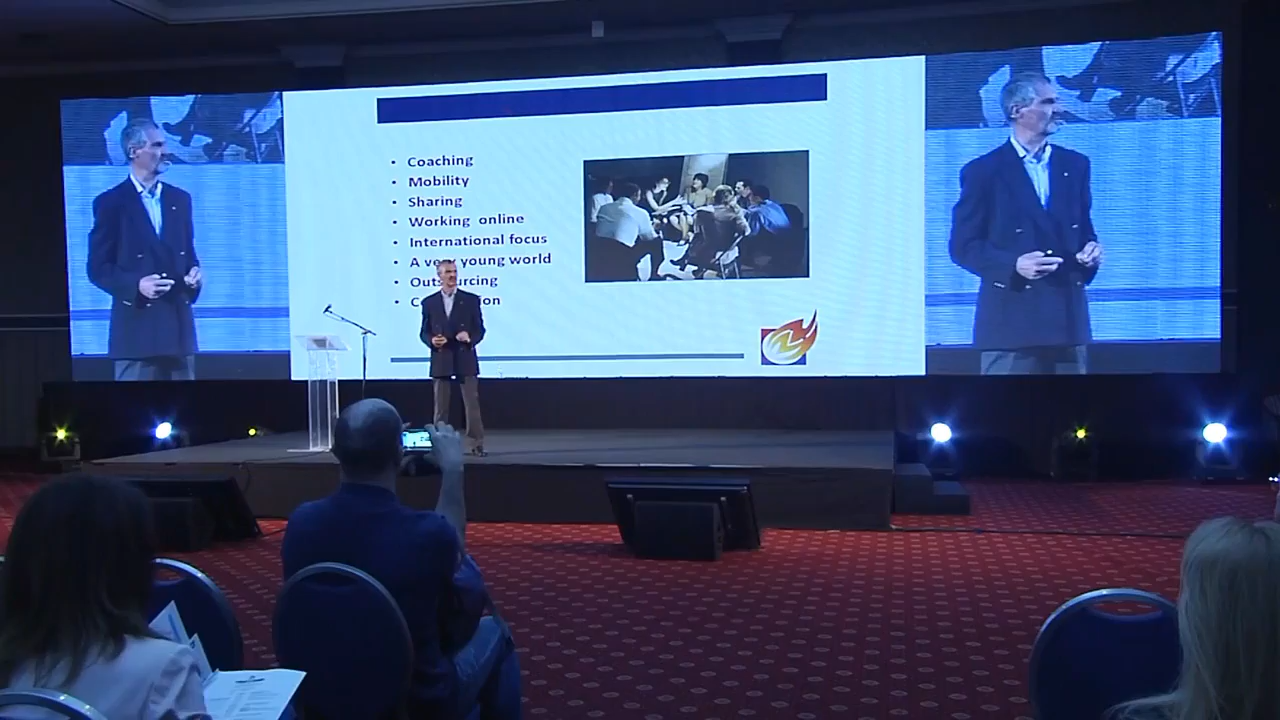 • Coaching
• Mobility
• Sharing
• Working online
• International focus
• A young world